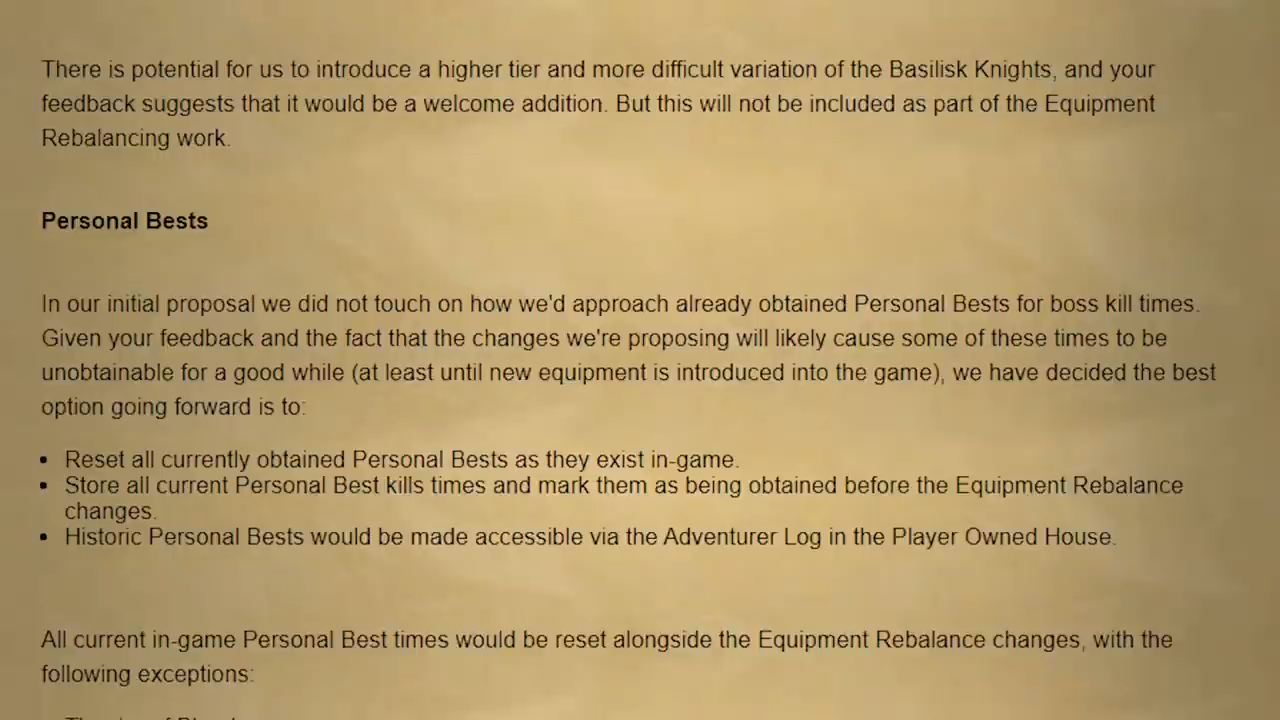 There is potential for us to introduce a higher tier and more difficult variation of the Basilisk Knights, and your
feedback suggests that it would be a welcome addition. But this will not be included as part of the Equipment
Rebalancing work.
Personal Bests
In our initial proposal we did not touch on how we'd approach already obtained Personal Bests for boss kill times.
Given your feedback and the fact that the changes we're proposing will likely cause some of these times to be
unobtainable for a good while (at least until new equipment is introduced into the game), we have decided the best
option going forward is to:
• Reset all currently obtained Personal Bests as they exist in-game.
• Store all current Personal Best kills times and mark them as being obtained before the Equipment Rebalance
changes.
• Historic Personal Bests would be made accessible via the Adventurer Log in the Player Owned House.
All current in-game Personal Best times would be reset alongside the Equipment Rebalance changes, with the
following exceptions: